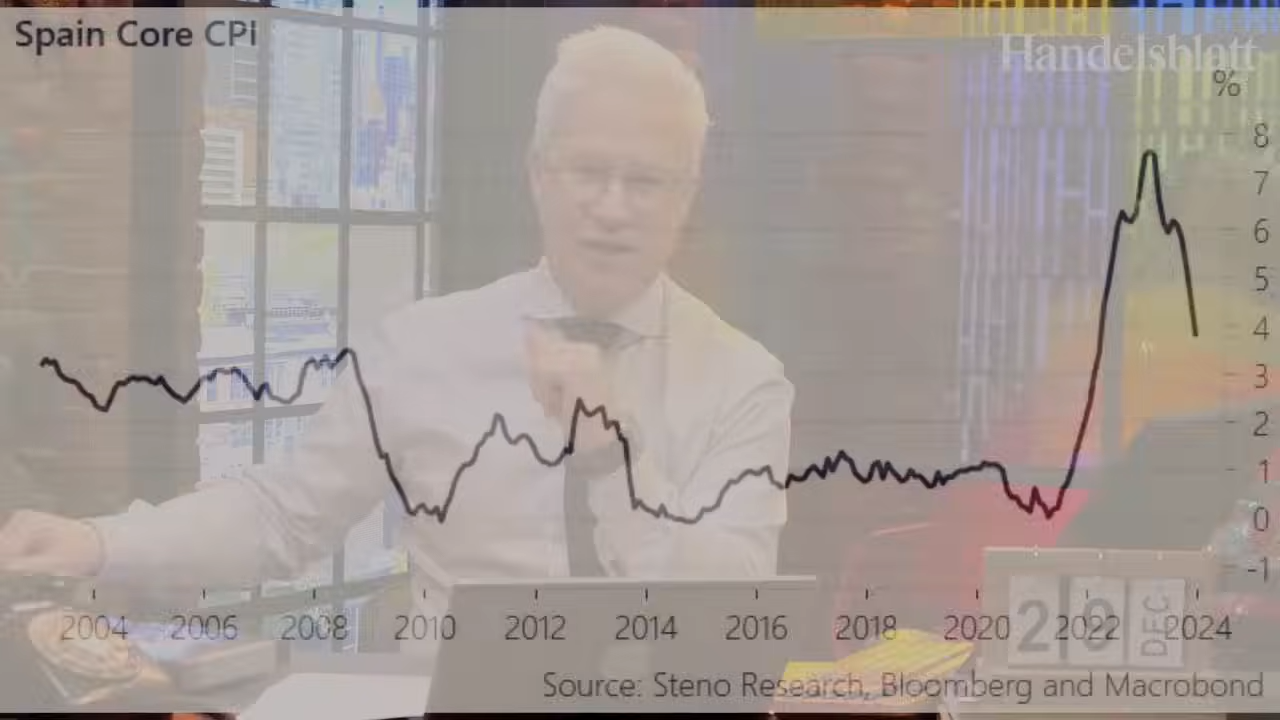 Spain Core CPI
Handelsblatt
%
8
7
6
5
4
3
2
1
0
-1
2004 2006 2008 2010 2012 2014 2016 2018 2020 2022 2024
DEC
Source: Steno Research, Bloomberg and Macrobond